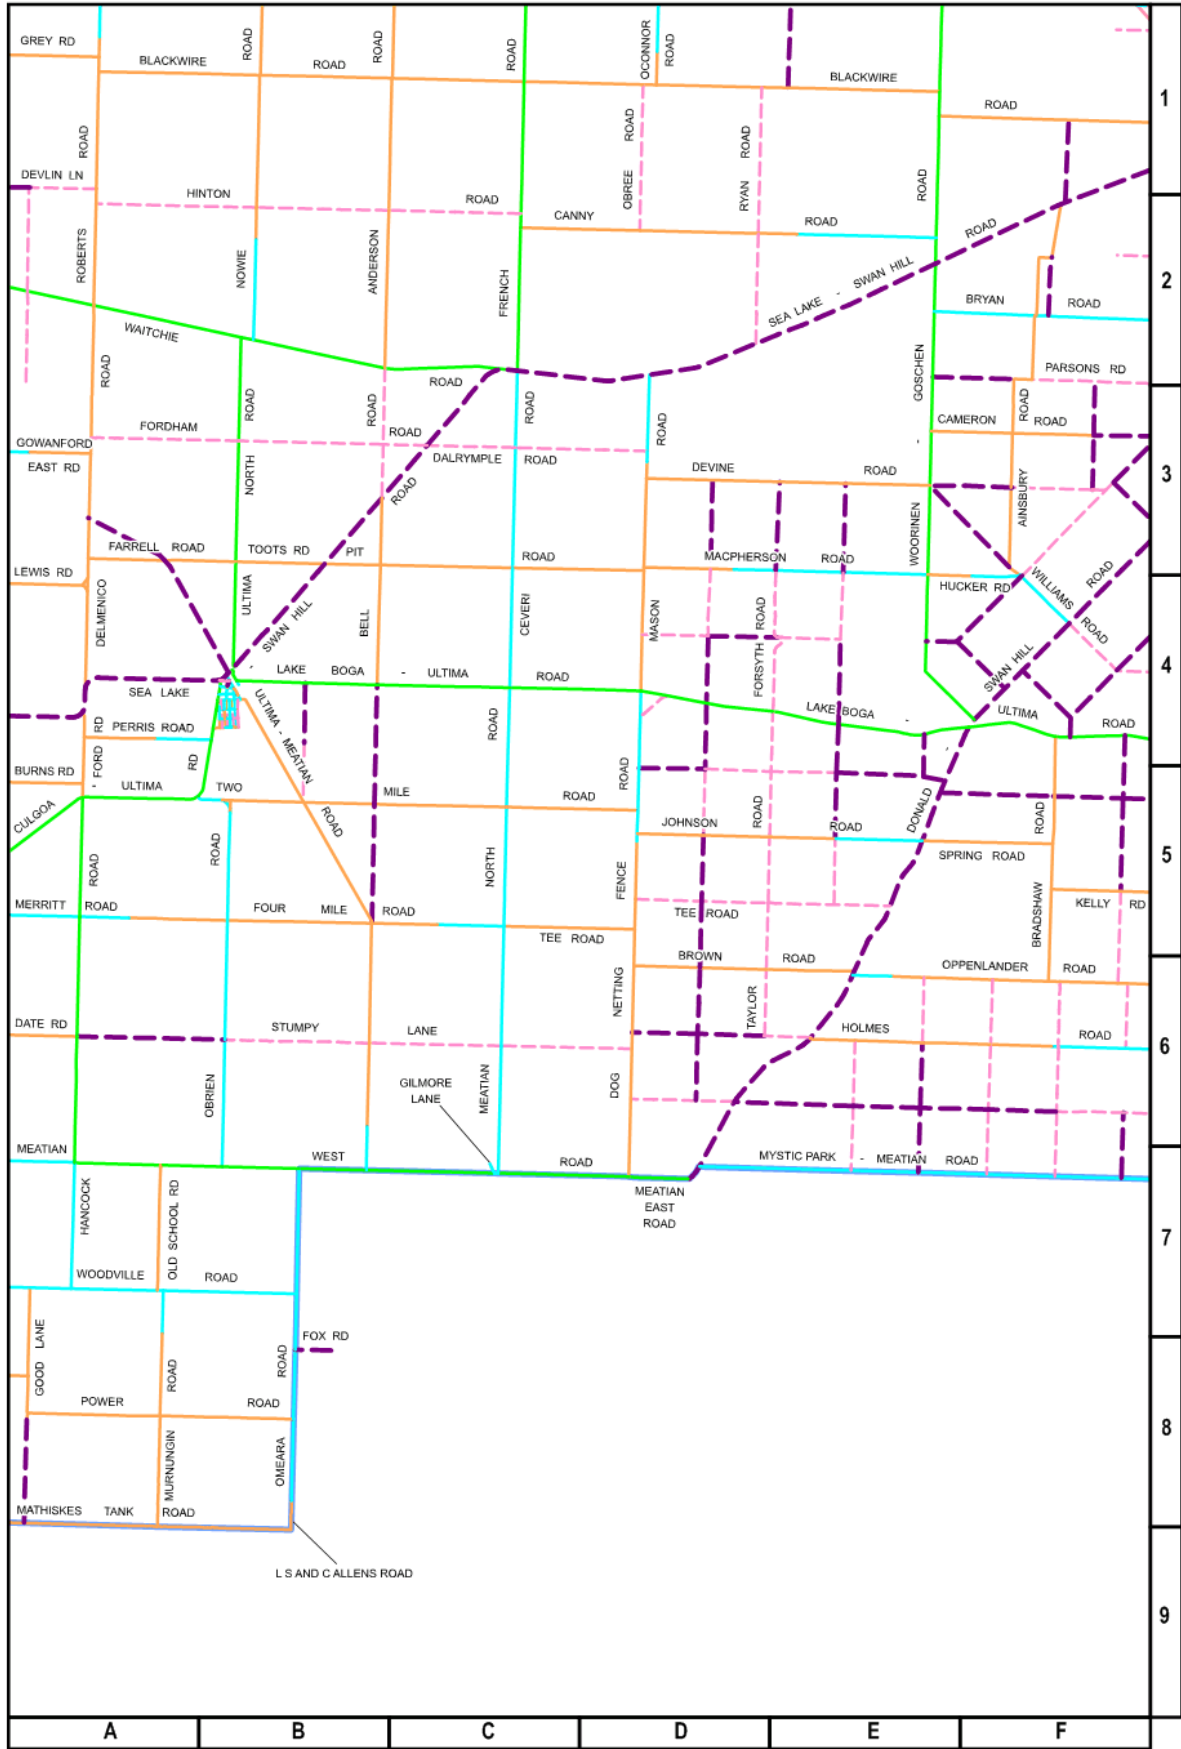 GREY RD
BLACKWIRE ROAD
ROAD
ROAD
ROAD
OCONNOR ROAD
BLACKWIRE
ROAD
1
ROAD
DEVLIN LN
HINTON ROAD
CANNY ROAD
OBREE ROAD
RYAN ROAD
ROAD
ROBERTS
NOWIE
ANDERSON
FRENCH
SEA LAKE - SWAN HILL ROAD
2
BRYAN ROAD
WAITCHIE ROAD
GOSCHEN
PARSONS RD
ROAD
ROAD
ROAD
ROAD
ROAD
ROAD
FORDHAM ROAD
CAMERON ROAD
GOWANFORD
EAST RD
DALRYMPLE ROAD
DEVINE ROAD
3
NORTH
ROAD
-
AINSBURY
WOORINEN
FARRELL ROAD
TOOTS RD
PIT ROAD
MACPHERSON ROAD
LEWIS RD
HUCKER RD
WILLIAMS ROAD
ROAD
DELMENICO
ULTIMA
SWAN HILL
BELL
CEVERI
MASON
FORSYTH ROAD
4
SEA LAKE
-
LAKE BOGA - ULTIMA ROAD
SWAN HILL
LAKE BOGA - ULTIMA ROAD
PERRIS ROAD
ULTIMA - MEATIAN ROAD
RD
RD
ROAD
-
BURNS RD
FORD
CULGOA - ULTIMA
TWO MILE ROAD
ROAD
ROAD
DONALD
ROAD
JOHNSON ROAD
5
SPRING ROAD
ROAD
ROAD
NORTH
FENCE
MERRITT ROAD
FOUR MILE ROAD
TEE ROAD
TEE ROAD
BRADSHAW
KELLY RD
BROWN ROAD
OPPENLANDER ROAD
NETTING
TAYLOR
DATE RD
STUMPY LANE
HOLMES ROAD
6
OBRIEN
GILMORE
LANE
MEATIAN
DOG
MEATIAN WEST ROAD
MYSTIC PARK - MEATIAN ROAD
MEATIAN
EAST
ROAD
HANCOCK
OLD SCHOOL RD
7
WOODVILLE ROAD
FOX RD
GOOD LANE
ROAD
ROAD
POWER ROAD
8
MURNUNGIN
OMEARA
MATHISKES TANK ROAD
L S AND C ALLENS ROAD
9
A B C D E F